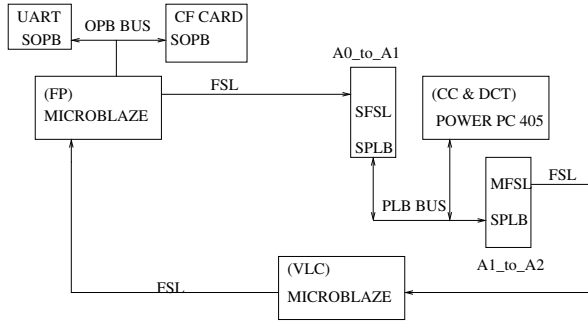 UART
SOPB
OPB BUS
CF CARD
SOPB
A0_to_A1
(FP)
MICROBLAZE
FSL
SFSL
SPLB
(CC & DCT)
POWER PC 405
PLB BUS
MFSL
SPLB
FSL
A1_to_A2
(VLC)
MICROBLAZE
FSL